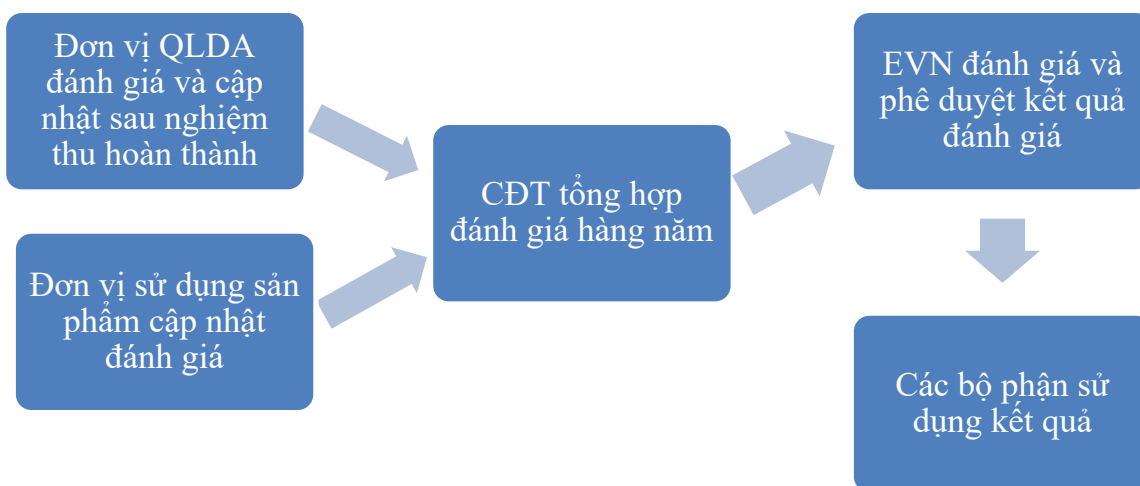 Đơn vị QLDA
đánh giá và cập
nhật sau nghiệm
thu hoàn thành
Đơn vị sử dụng sản
phẩm cập nhật
đánh giá
CĐT tổng hợp
đánh giá hàng năm
EVN đánh giá và
phê duyệt kết quả
đánh giá
Các bộ phận sử
dụng kết quả